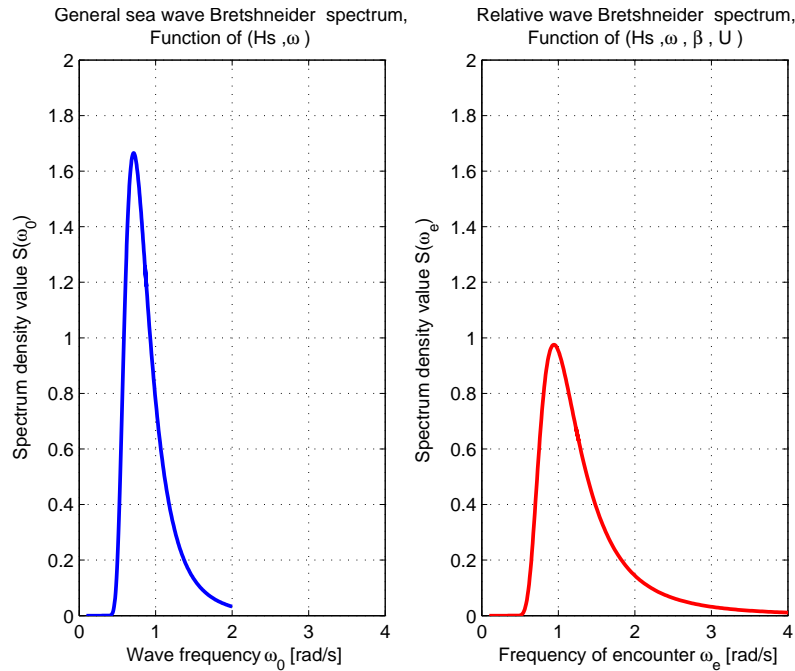 General sea wave Bretshneider  spectrum,
Function of (Hs ,ω )
2
1.8
1.6
1.4
1.2
1
0.8
0.6
0.4
0.2
0
0 1 2 3 4
Spectrum density value S(ω0)
Wave frequency ω0 [rad/s]
Relative wave Bretshneider  spectrum,
Function of (Hs ,ω , β , U )
2
1.8
1.6
1.4
1.2
1
0.8
0.6
0.4
0.2
0
0 1 2 3 4
Spectrum density value S(ωe)
Frequency of encounter ωe [rad/s]